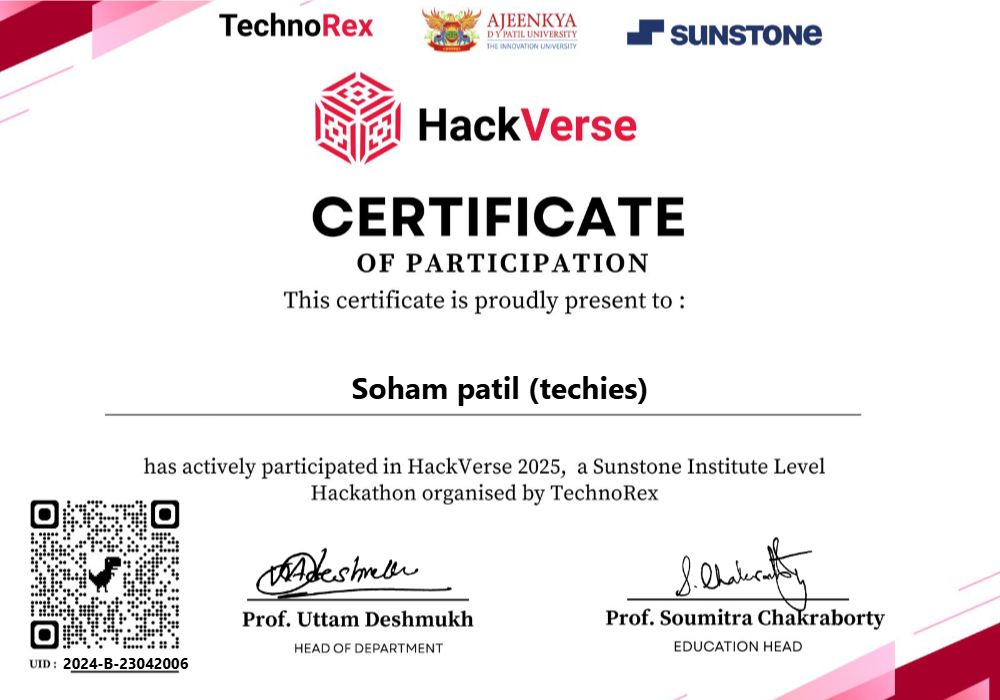 TechnoRex
AJEENKYA
D Y PATIL UNIVERSITY
THE INNOVATION UNIVERSITY
SUNSTONE
HackVerse
CERTIFICATE
OF PARTICIPATION
This certificate is proudly present to :
Soham patil (techies)
has actively participated in HackVerse 2025, a Sunstone Institute Level
Hackathon organised by TechnoRex
S. Chakraborty
Prof. Uttam Deshmukh
Prof. Soumitra Chakraborty
HEAD OF DEPARTMENT
EDUCATION HEAD
UID : 2024-B-23042006